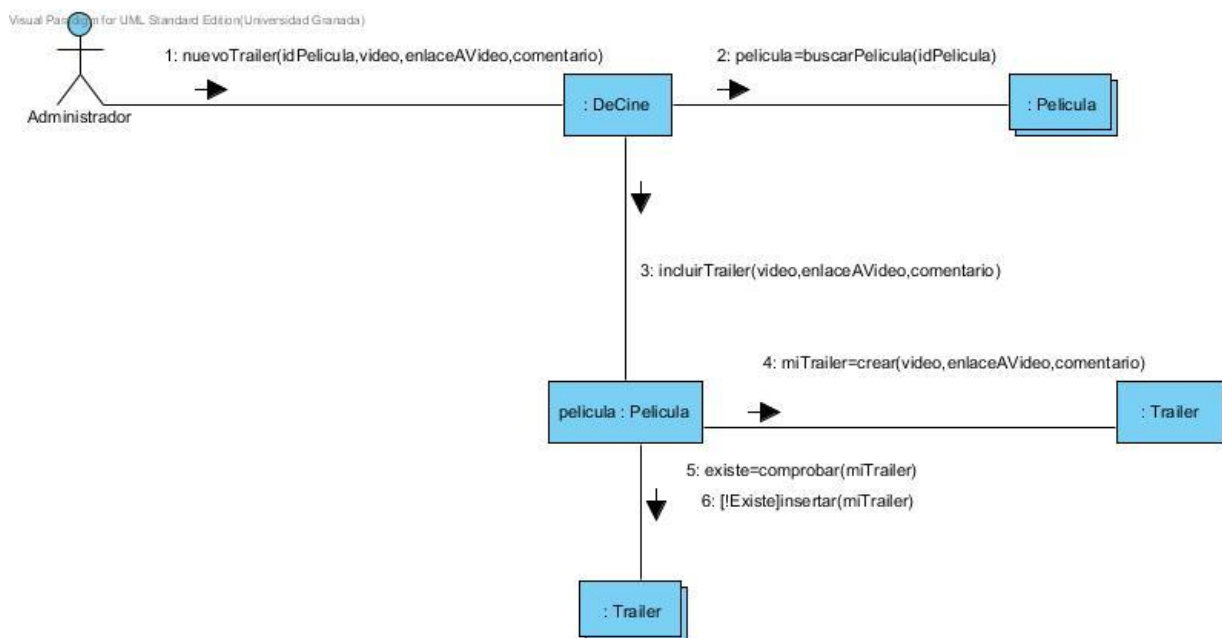 Visual Paradigm for UML Standard Edition(Universidad Granada)
1: nuevoTrailer(idPelicula,video,enlaceAVideo,comentario)
2: pelicula=buscarPelicula(idPelicula)
: DeCine
: Pelicula
Administrador
3: incluirTrailer(video,enlaceAVideo,comentario)
4: miTrailer=crear(video,enlaceAVideo,comentario)
pelicula : Pelicula
: Trailer
5: existe=comprobar(miTrailer)
6: [!Existe]insertar(miTrailer)
: Trailer